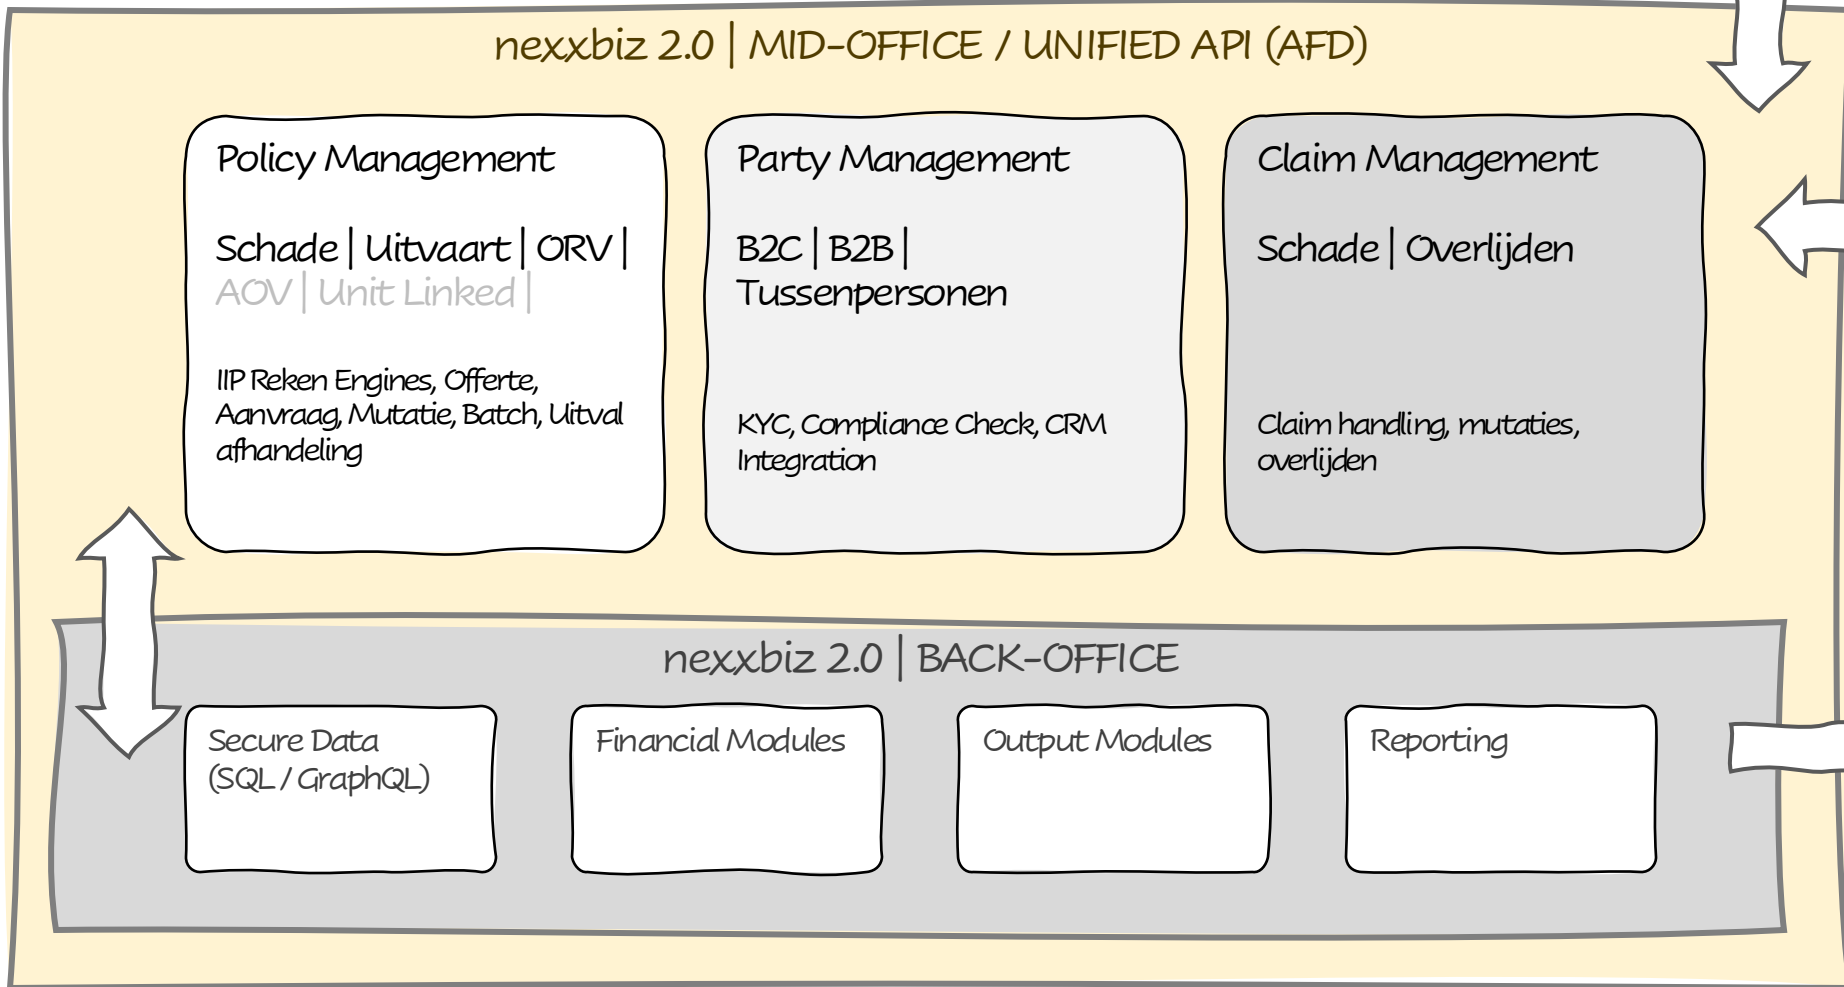 nexxbiz 2.0 | MID-OFFICE / UNIFIED API (AFD)
Policy Management
Schade | Uitvaart | ORV |
AOV | Unit Linked |
IIP Reken Engines, Offerte,
Aanvraag, Mutatie, Batch, Uitval
afhandeling
Party Management
B2C | B2B |
Tussenpersonen
KYC, Compliance Check, CRM
Integration
Claim Management
Schade | Overlijden
Claim handling, mutaties,
overlijden
nexxbiz 2.0 | BACK-OFFICE
Secure Data
(SQL / GraphQL)
Financial Modules
Output Modules
Reporting